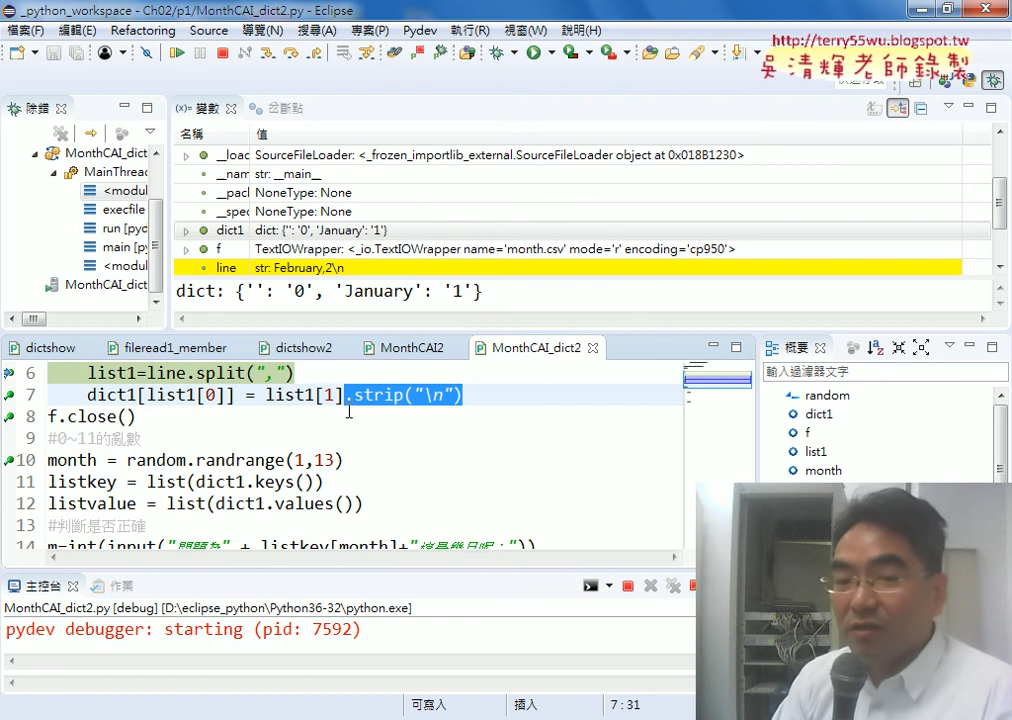 _python_workspace - Ch02/p1/MonthCAI_dict2.py - Eclipse
檔案(F) 編輯(E) Refactoring Source 導覽(N) 搜尋(A) 專案(P) Pydev 執行(R) 視窗(W) 說明(H)
http://terry55wu.blogspot.tw
吳清輝老師錄製
除錯
(x)= 變數 岔斷點
名稱 值
MonthCAI_dict
MainThread
<modul
execfile
run [pyd
main [py
<modul
MonthCAI_dict
__loac SourceFileLoader: <_frozen_importlib_external.SourceFileLoader object at 0x018B1230>
__nam str: __main__
__pacl NoneType: None
__spec NoneType: None
dict1 dict: {'': '0', 'January': '1'}
f TextIOWrapper: <_io.TextIOWrapper name='month.csv' mode='r' encoding='cp950'>
line str: February,2\n
dict: {'': '0', 'January': '1'}
dictshow fileread1_member dictshow2 MonthCAI2 MonthCAI_dict2
6 list1=line.split(",")
7 dict1[list1[0]] = list1[1].strip("\n")
8 f.close()
9 #0~11的亂數
10 month = random.randrange(1,13)
11 listkey = list(dict1.keys())
12 listvalue = list(dict1.values())
13 #判斷是否正確
14 m=int(input("問題為" + listkey[month]+"這是幾月呢："))
概要
輸入過濾器文字
random
dict1
f
list1
month
主控台 作業
MonthCAI_dict2.py [debug] [D:\eclipse_python\Python36-32\python.exe]
pydev debugger: starting (pid: 7592)
可寫入 插入 7 : 31